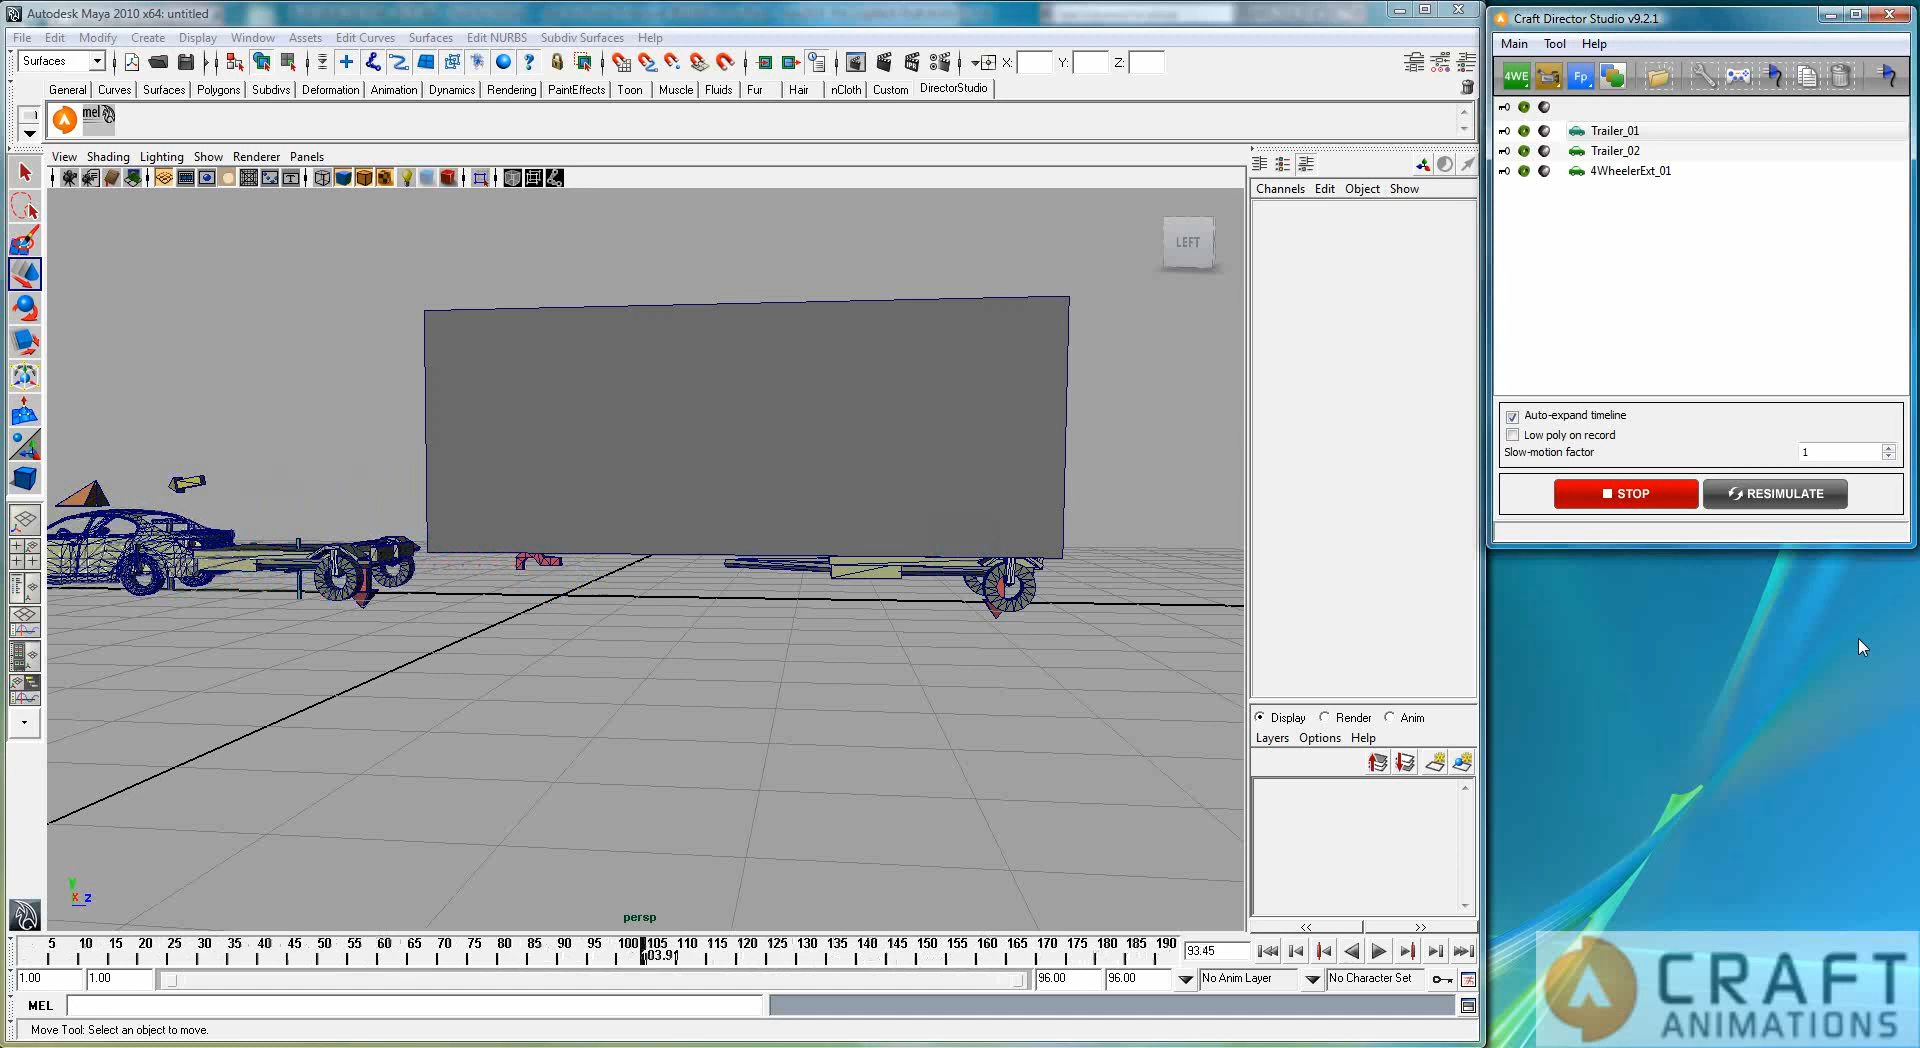 Autodesk Maya 2010 x64: untitled
File Edit Modify Create Display Window Assets Edit Curves Surfaces Edit NURBS Subdiv Surfaces Help
Surfaces X: Y: Z:
General Curves Surfaces Polygons Subdivs Deformation Animation Dynamics Rendering PaintEffects Toon Muscle Fluids Fur Hair nCloth Custom DirectorStudio
mel
View Shading Lighting Show Renderer Panels
LEFT
y
x z
persp
Channels Edit Object Show
Display Render Anim
Layers Options Help
<< >>
5 10 15 20 25 30 35 40 45 50 55 60 65 70 75 80 85 90 95 100 105 110 115 120 125 130 135 140 145 150 155 160 165 170 175 180 185 190
103.91
93.45
1.00 1.00 96.00 96.00 No Anim Layer No Character Set
MEL
Move Tool: Select an object to move.
Craft Director Studio v9.2.1
Main Tool Help
4WE Fp
Trailer_01
Trailer_02
4WheelerExt_01
Auto-expand timeline
Low poly on record
Slow-motion factor 1
STOP RESIMULATE
CRAFT
ANIMATIONS